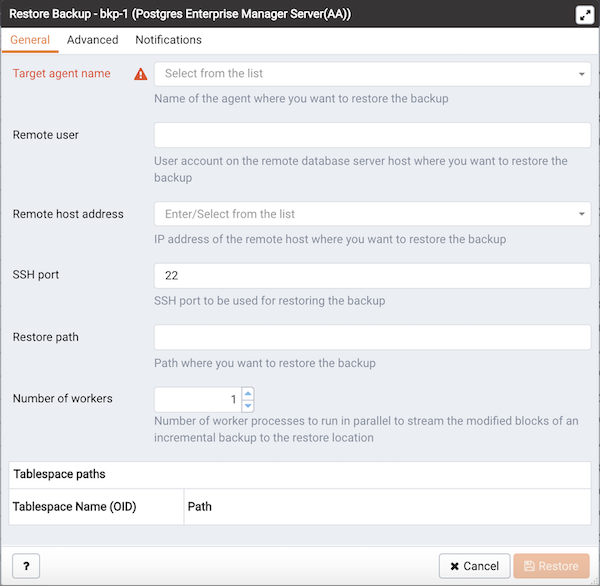 Restore Backup - bkp-1 (Postgres Enterprise Manager Server(AA))
General Advanced Notifications
Target agent name Select from the list
Name of the agent where you want to restore the backup
Remote user
User account on the remote database server host where you want to restore the
backup
Remote host address Enter/Select from the list
IP address of the remote host where you want to restore the backup
SSH port 22
SSH port to be used for restoring the backup
Restore path
Path where you want to restore the backup
Number of workers 1
Number of worker processes to run in parallel to stream the modified blocks of an
incremental backup to the restore location
Tablespace paths
Tablespace Name (OID) Path
? Cancel Restore